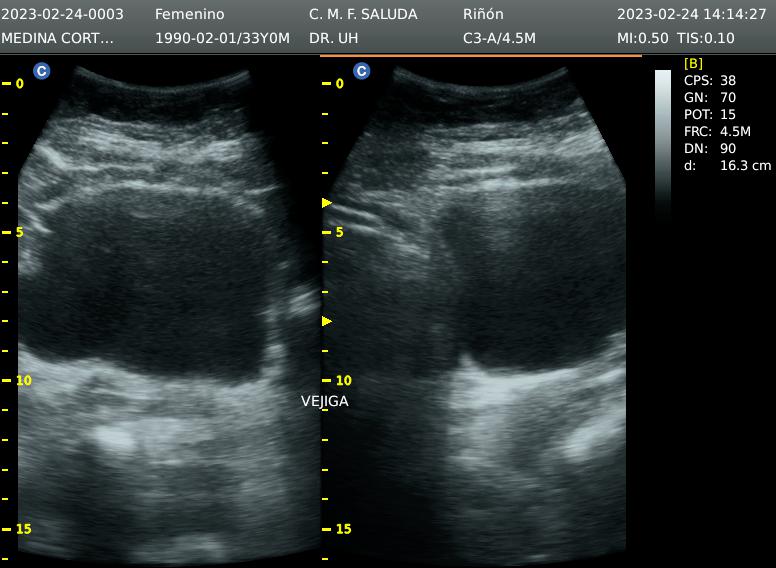 2023-02-24-0003 Femenino C. M. F. SALUDA Riñón 2023-02-24 14:14:27
MEDINA CORT... 1990-02-01/33Y0M DR. UH C3-A/4.5M MI:0.50 TIS:0.10
C C
[B]
CPS: 38
GN: 70
POT: 15
FRC: 4.5M
DN: 90
d: 16.3 cm
0 0
5 5
10 10
VEJIGA
15 15